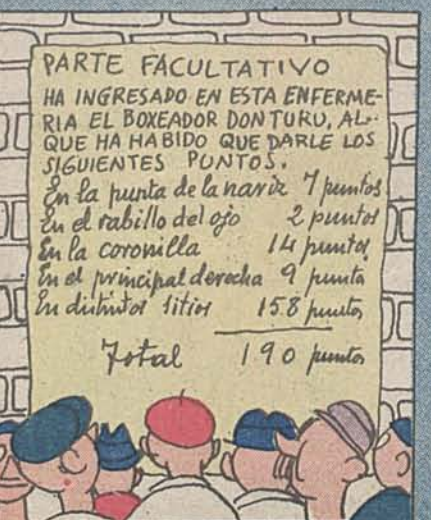 PARTE FACULTATIVO
HA INGRESADO EN ESTA ENFERME-
RIA EL BOXEADOR DON TURU, AL-
QUE HA HABIDO QUE DARLE LOS
SIGUIENTES PUNTOS.
En la punta de la nariz 7 puntos
En el rabillo del ojo 2 puntos
En la coronilla 14 puntos
En el principal derecha 9 punta
En distintos sitios 158 puntos
Total 190 puntos